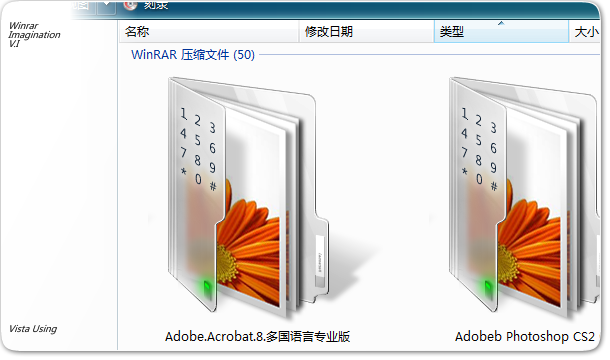 刻录
Winrar
Imagination
V.I
名称
修改日期
类型
大小
WinRAR 压缩文件 (50)
1 2 3
4 5 6
7 8 9
* 0 #
1 2 3
4 5 6
7 8 9
* 0 #
Adobe.Acrobat.8.多国语言专业版
Adobeb Photoshop CS2
Vista Using